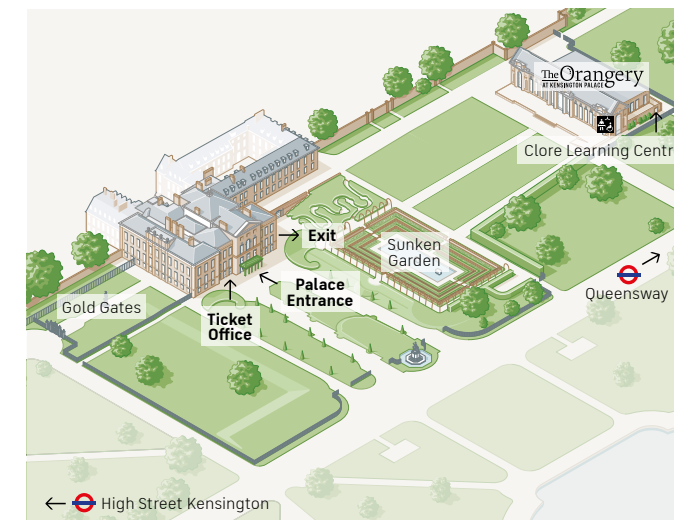 The Orangery
AT KENSINGTON PALACE
Clore Learning Centr
Exit
Sunken
Garden
Queensway
Palace
Entrance
Gold Gates
Ticket
Office
High Street Kensington